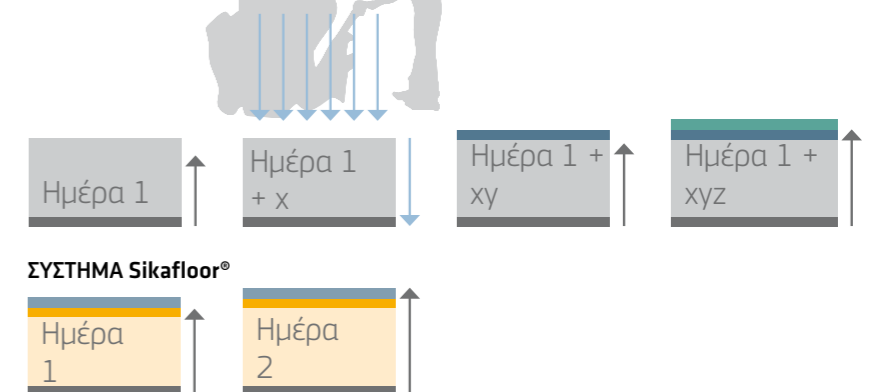 Ημέρα 1
Ημέρα 1
+ x
Ημέρα 1 +
xy
Ημέρα 1 +
xyz
ΣΥΣΤΗΜΑ Sikafloor®
Ημέρα
1
Ημέρα
2